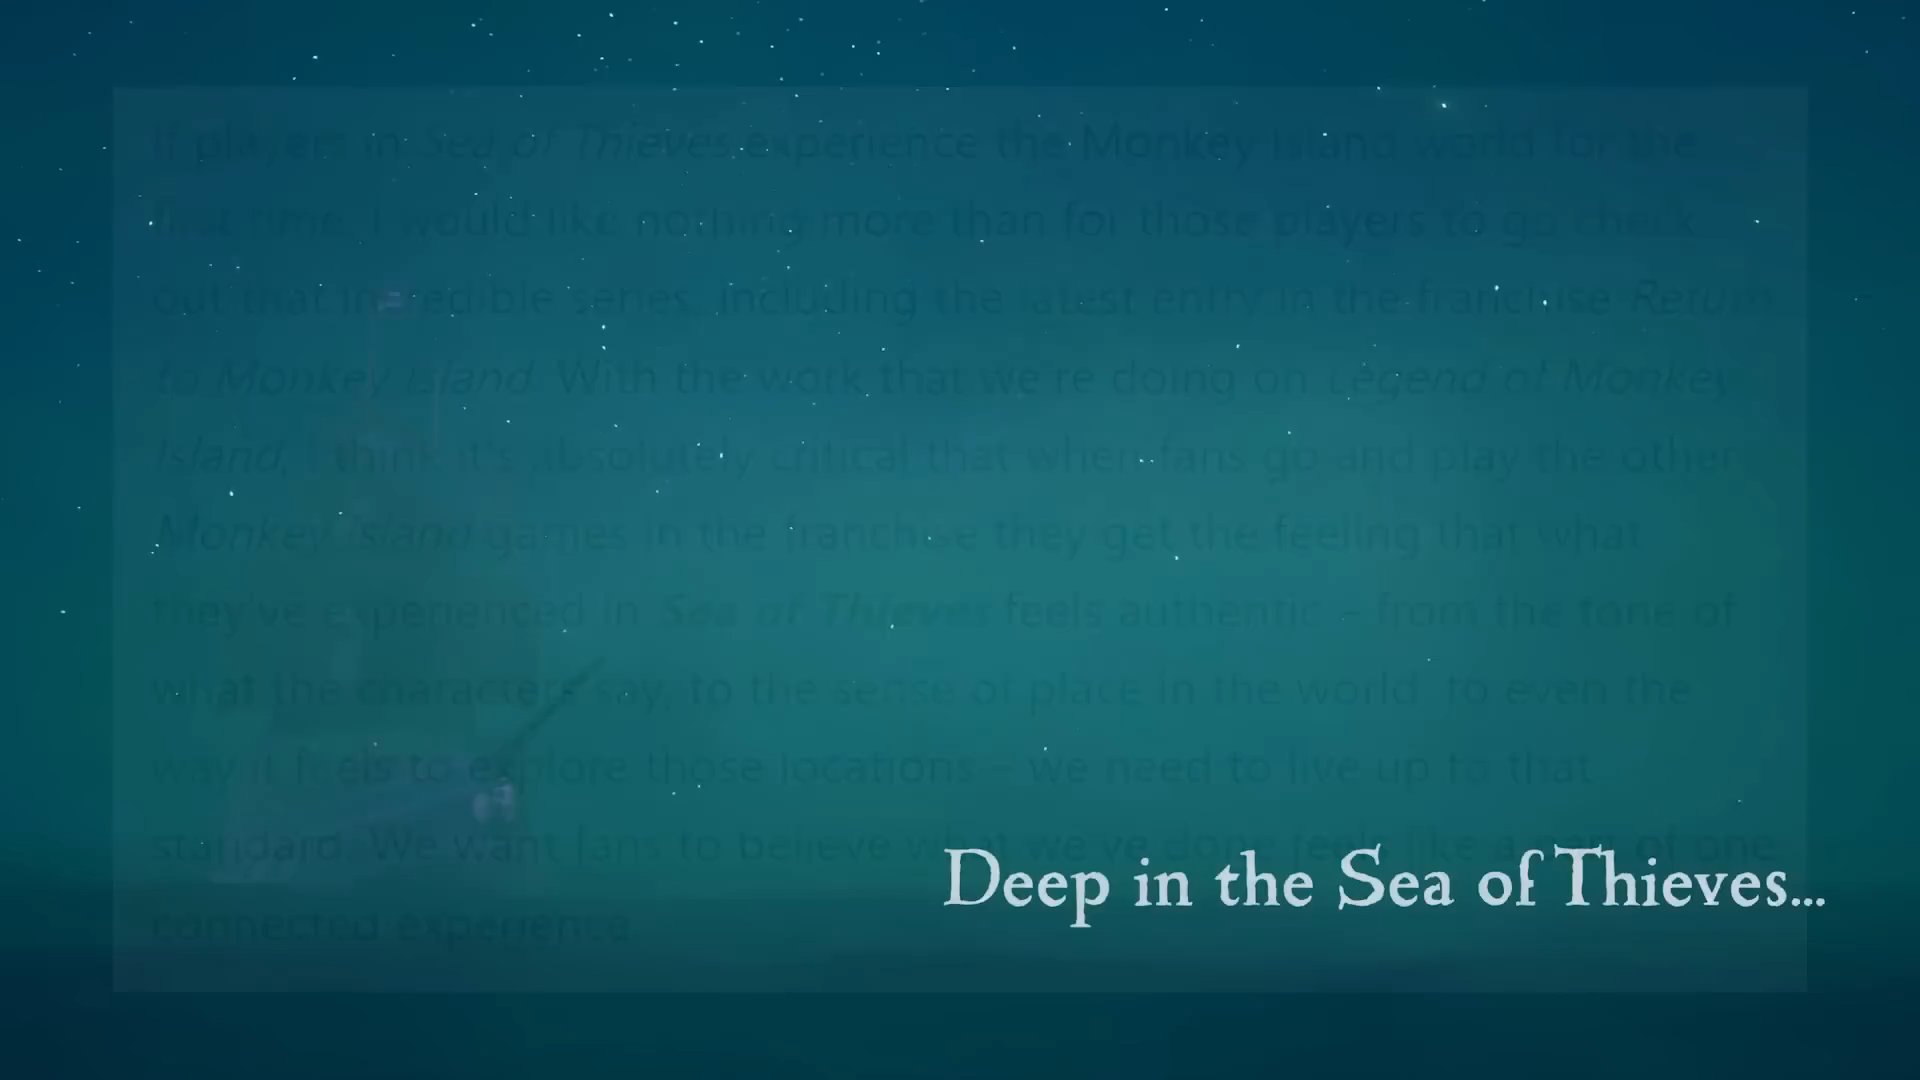 If players in Sea of Thieves experience the Monkey Island world for the
first time, I would like nothing more than for those players to go check
out that incredible series, including the latest entry in the franchise Return
to Monkey Island. With the work that we're doing on Legend of Monkey
Island, I think it's absolutely critical that when fans go and play the other
Monkey Island games in the franchise they get the feeling that what
they've experienced in Sea of Thieves feels authentic – from the tone of
what the characters say, to the sense of place in the world, to even the
way it feels to explore those locations – we need to live up to that
standard. We want fans to believe what we've done feels like a part of one
connected experience
Deep in the Sea of Thieves...